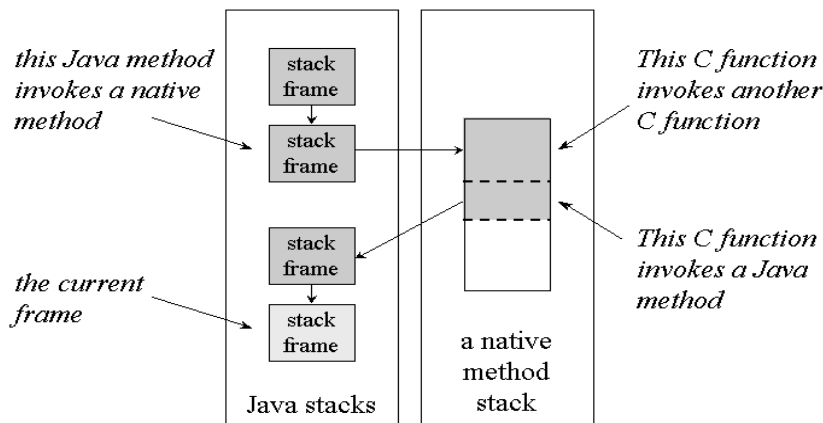 this Java method
invokes a native
method
the current
frame
stack
frame
stack
frame
stack
frame
stack
frame
Java stacks
a native
method
stack
This C function
invokes another
C function
This C function
invokes a Java
method